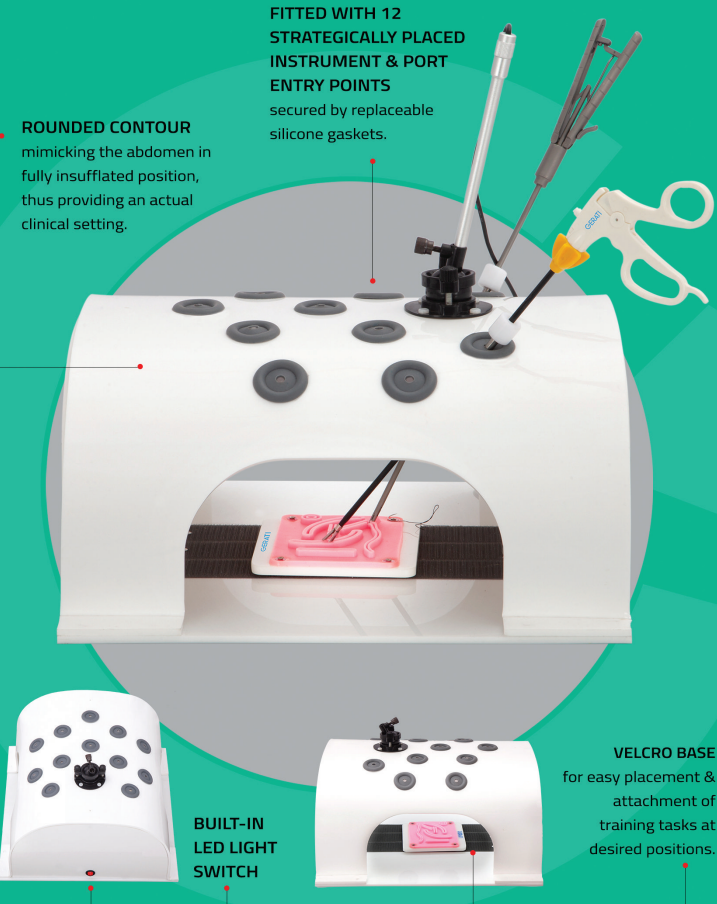 FITTED WITH 12
STRATEGICALLY PLACED
INSTRUMENT & PORT
ENTRY POINTS
secured by replaceable
silicone gaskets.
ROUNDED CONTOUR
mimicking the abdomen in
fully insufflated position,
thus providing an actual
clinical setting.
GERATI
GERATI
BUILT-IN
LED LIGHT
SWITCH
VELCRO BASE
for easy placement &
attachment of
training tasks at
desired positions.